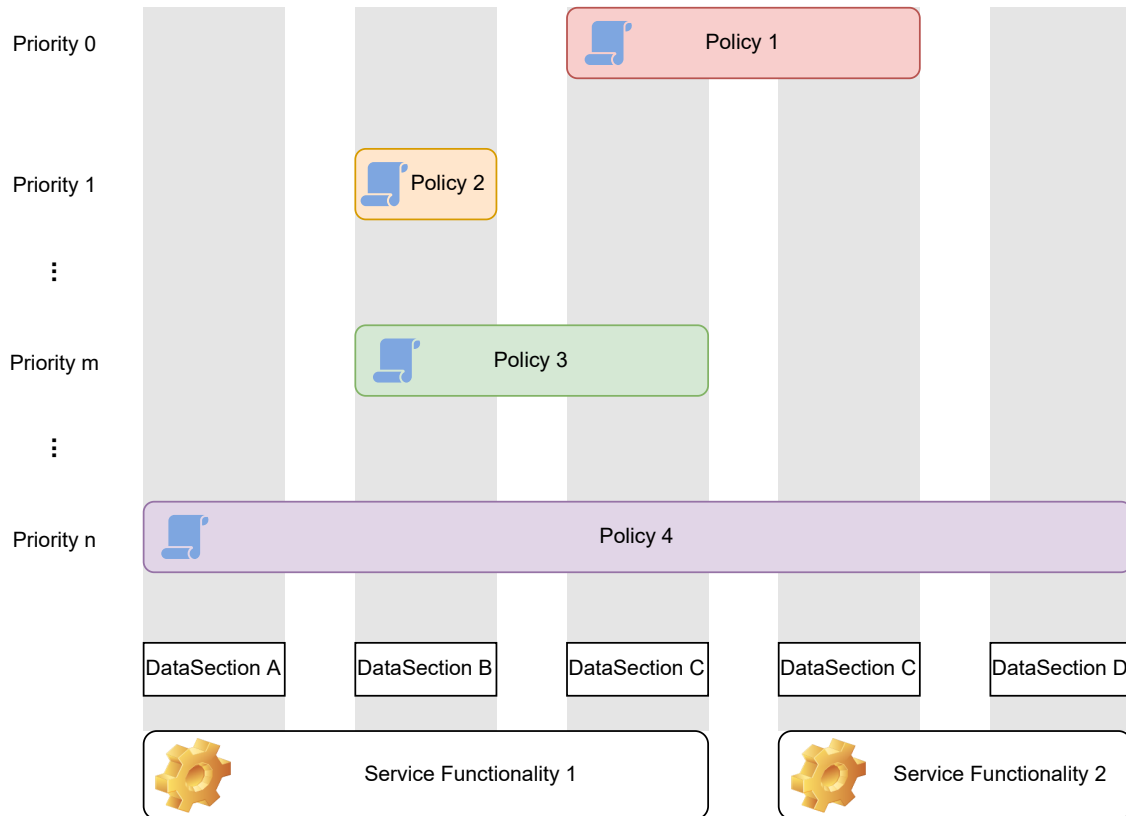 Priority 0
Policy 1
Priority 1
Policy 2
...
Priority m
Policy 3
...
Priority n
Policy 4
DataSection A
DataSection B
DataSection C
DataSection C
DataSection D
Service Functionality 1
Service Functionality 2